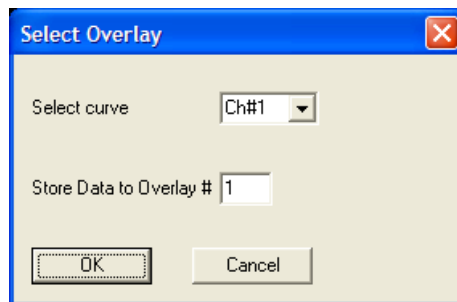 Select Overlay
Select curve Ch#1
Store Data to Overlay # 1
OK Cancel